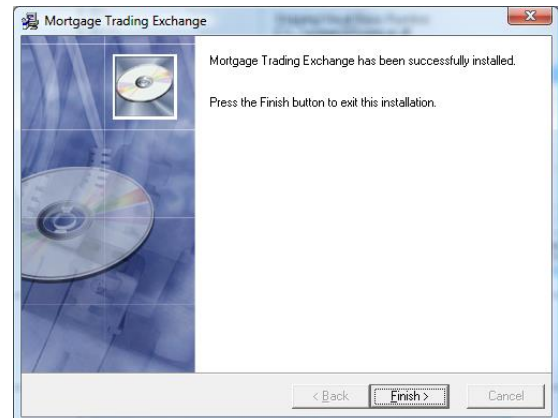 Mortgage Trading Exchange
Mortgage Trading Exchange has been successfully installed.
Press the Finish button to exit this installation.
< Back
Finish >
Cancel